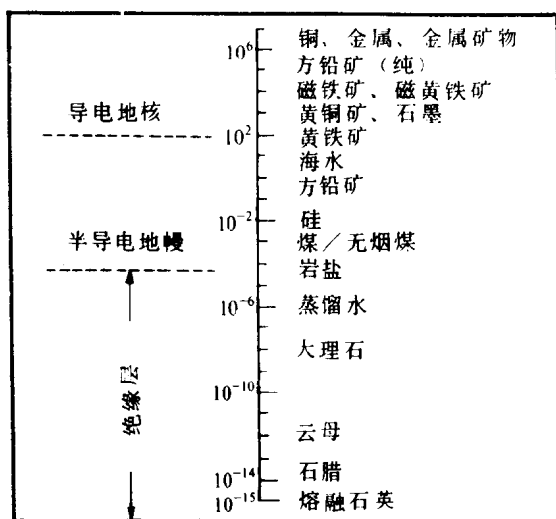 10⁶ 铜、金属、金属矿物
方铅矿（纯）
磁铁矿、磁黄铁矿
导电地核 黄铜矿、石墨
10² 黄铁矿
海水
方铅矿
10⁻² 硅
半导电地幔 煤／无烟煤
岩盐
10⁻⁶ 蒸馏水
绝缘层 大理石
10⁻¹⁰
云母
10⁻¹⁴ 石腊
10⁻¹⁵ 熔融石英